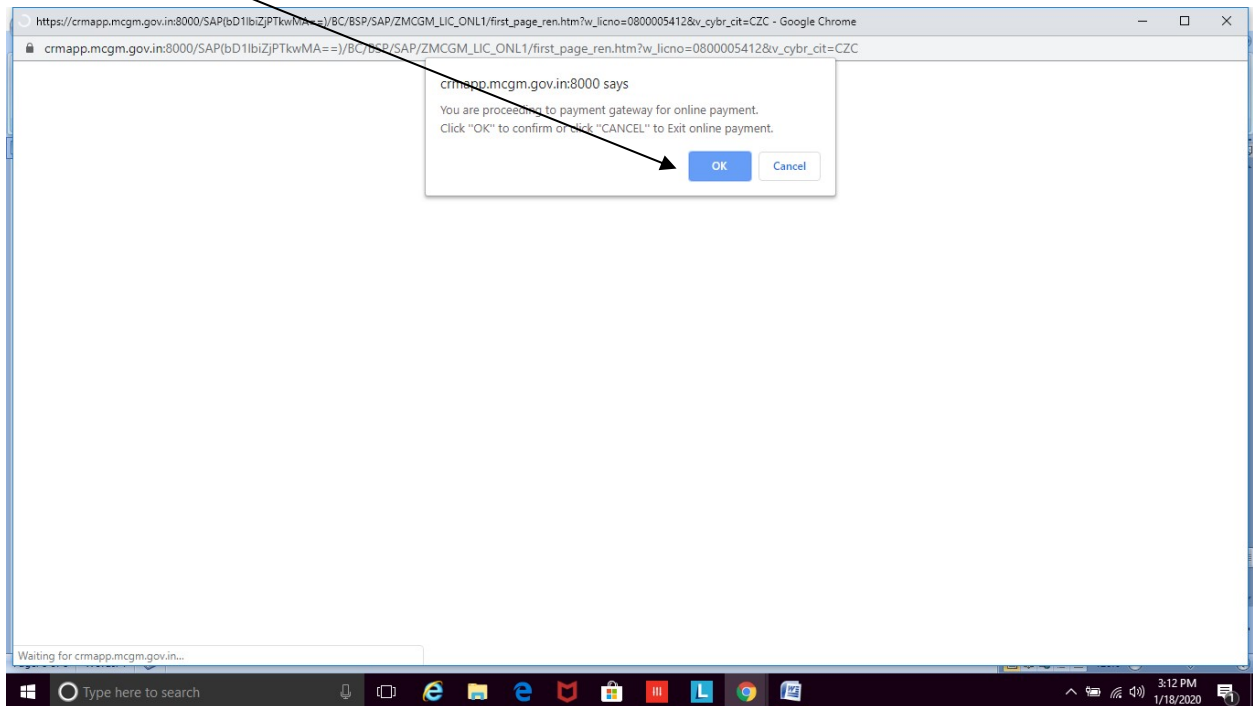 https://crmapp.mcgm.gov.in:8000/SAP(bD1lbiZjPTkwMA==)/BC/BSP/SAP/ZMCGM_LIC_ONL1/first_page_ren.htm?w_licno=0800005412&v_cybr_cit=CZC - Google Chrome
crmapp.mcgm.gov.in:8000/SAP(bD1lbiZjPTkwMA==)/BC/BSP/SAP/ZMCGM_LIC_ONL1/first_page_ren.htm?w_licno=0800005412&v_cybr_cit=CZC
crmapp.mcgm.gov.in:8000 says
You are proceeding to payment gateway for online payment.
Click "OK" to confirm or click "CANCEL" to Exit online payment.
OK Cancel
Waiting for crmapp.mcgm.gov.in...
Type here to search
L
3:12 PM
1/18/2020